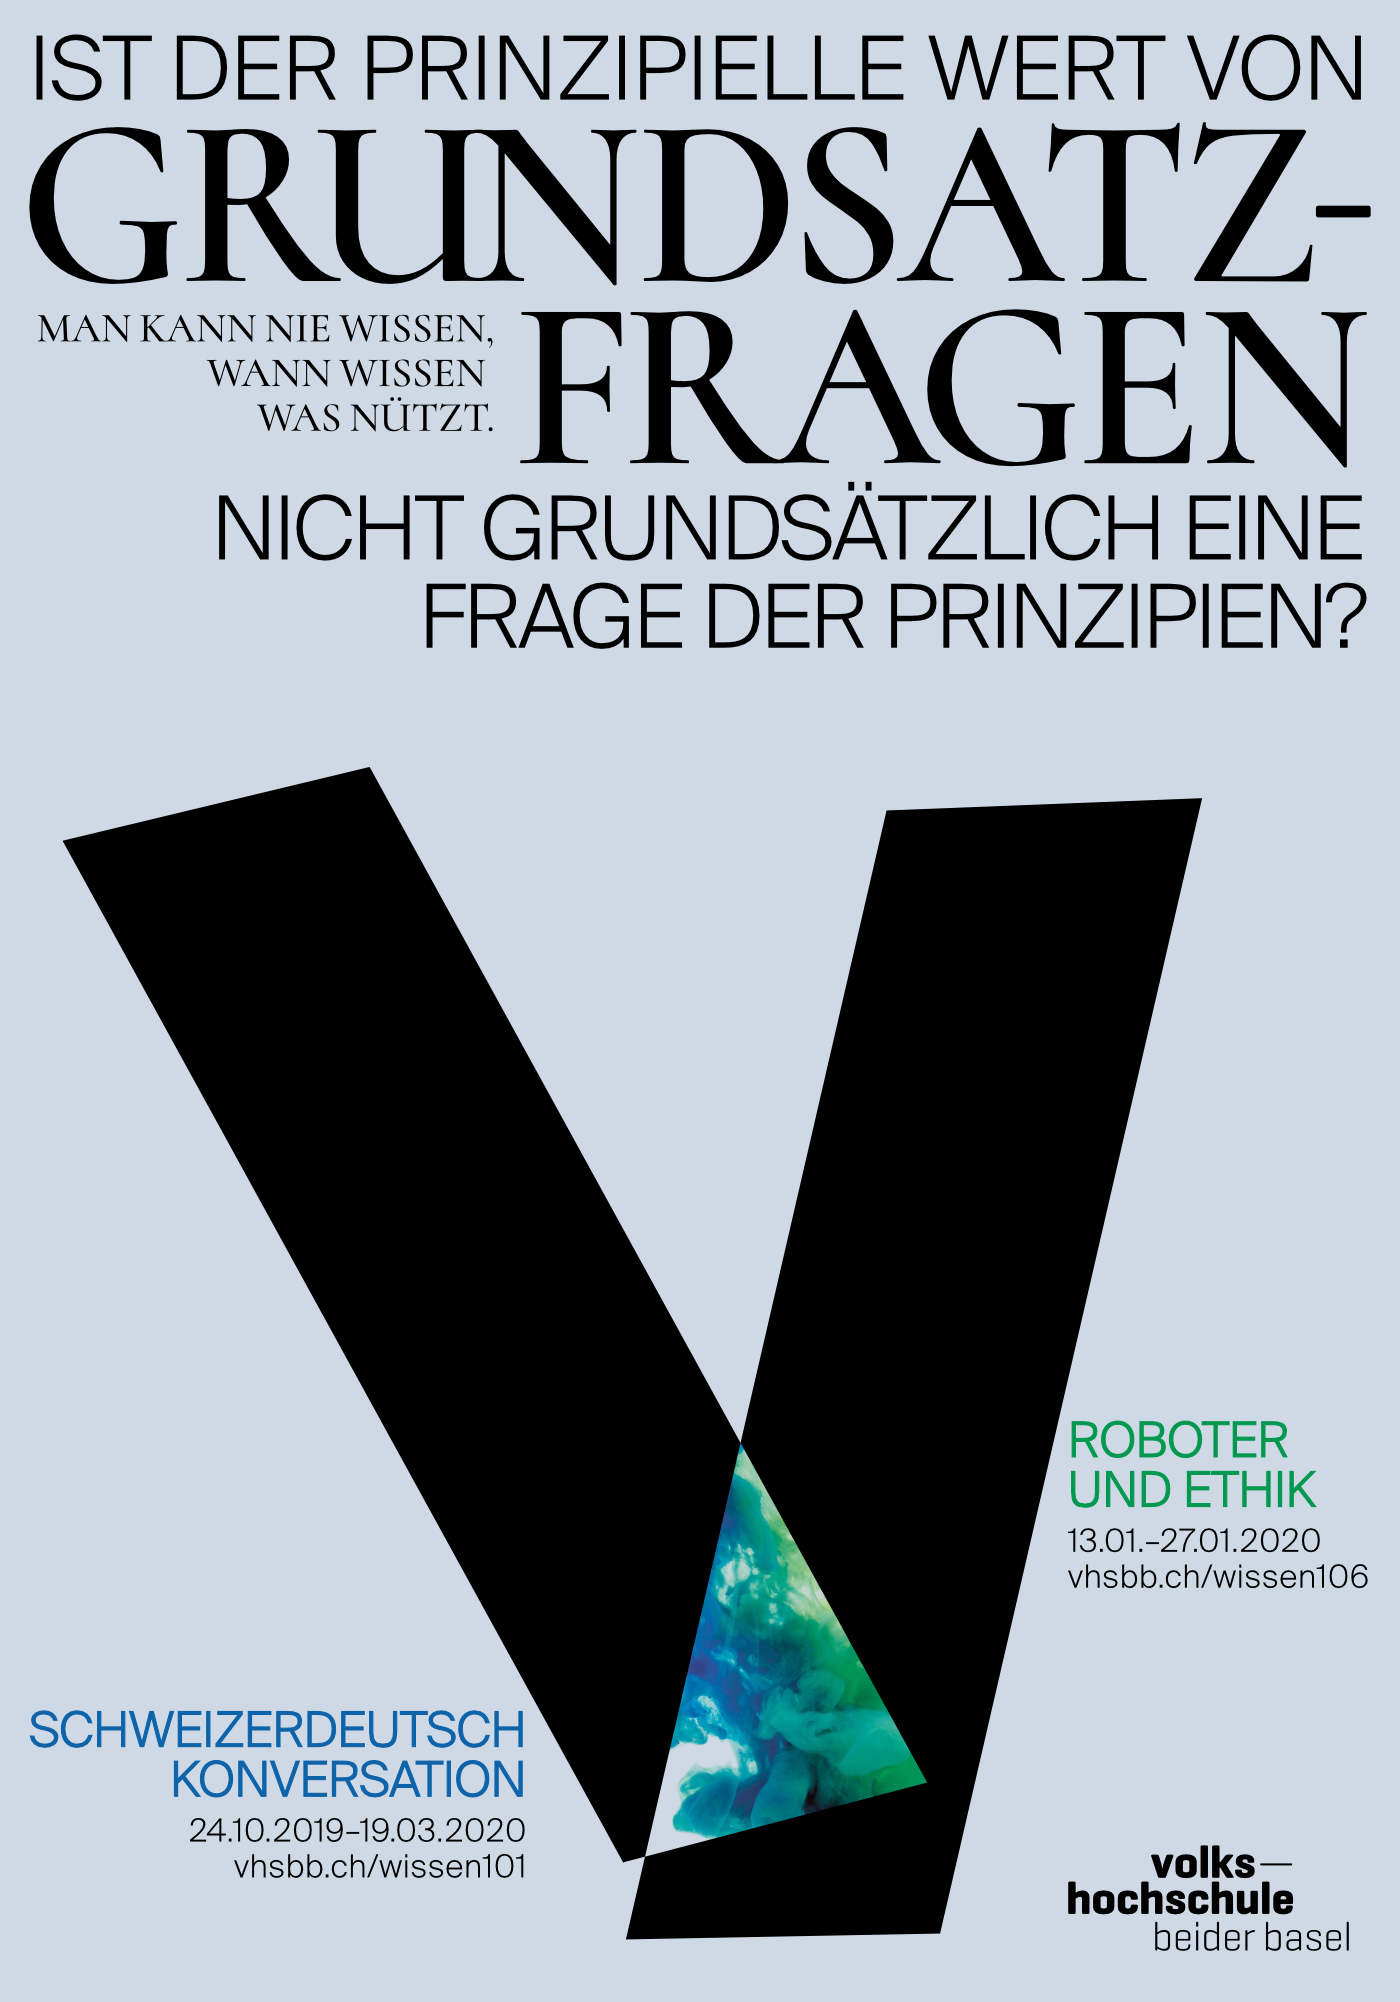 IST DER PRINZIPIELLE WERT VON
GRUNDSATZ-
FRAGEN
MAN KANN NIE WISSEN,
WANN WISSEN
WAS NÜTZT.
NICHT GRUNDSÄTZLICH EINE
FRAGE DER PRINZIPIEN?
ROBOTER
UND ETHIK
13.01.–27.01.2020
vhsbb.ch/wissen106
SCHWEIZERDEUTSCH
KONVERSATION
24.10.2019–19.03.2020
vhsbb.ch/wissen101
volks—
hochschule
beider basel